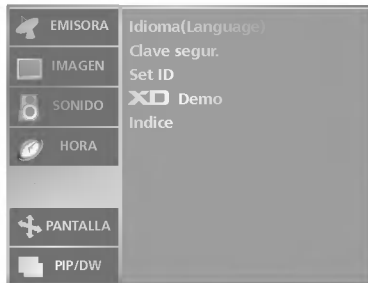 EMISORA
IMAGEN
SONIDO
HORA
PANTALLA
PIP/DW
Idioma(Language)
Clave segur.
Set ID
XD Demo
Indice